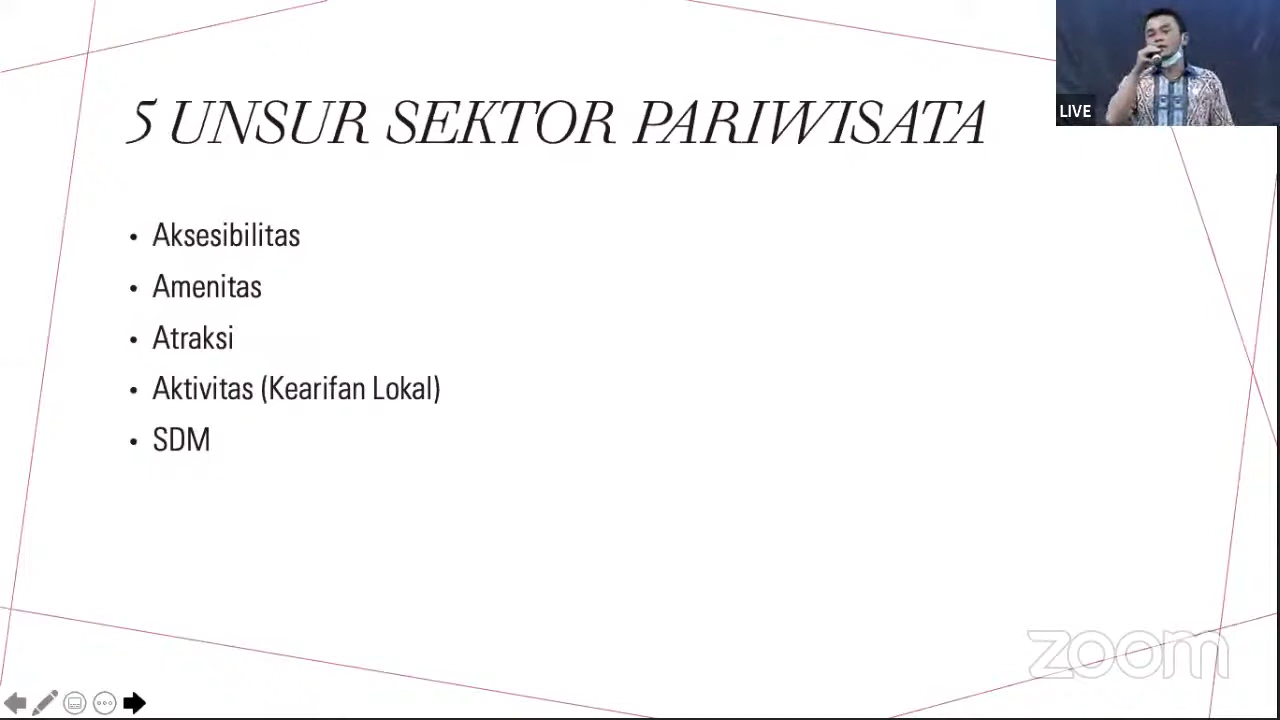 5 UNSUR SEKTOR PARIWISATA
LIVE
• Aksesibilitas
• Amenitas
• Atraksi
• Aktivitas (Kearifan Lokal)
• SDM
zoom